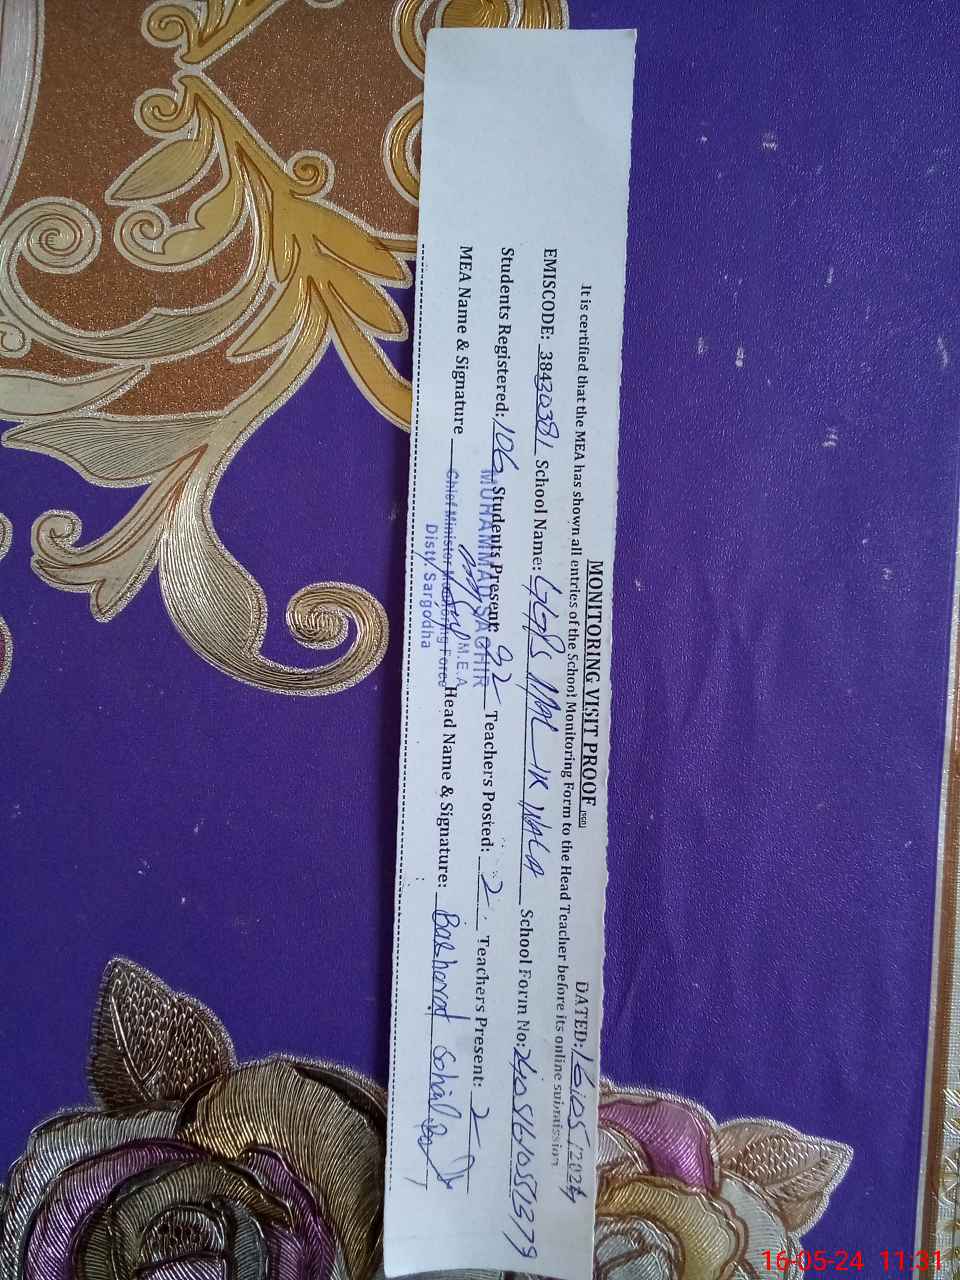 MONITORING VISIT PROOF DATED: 16/05/2024
It is certified that the MEA has shown all entries of the School Monitoring Form to the Head Teacher before its online submission
EMISCODE: 38430381 School Name: GGPS MALIK WALA School Form No:
Students Registered: 106 Students Present: 92 Teachers Posted: 2 Teachers Present: 2
MEA Name & Signature Head Name & Signature: Basharat Sohail
MUHAMMAD SAGHIR
M.E.A
Chief Minister Monitoring Force
Distt. Sargodha
16-05-24 11:31